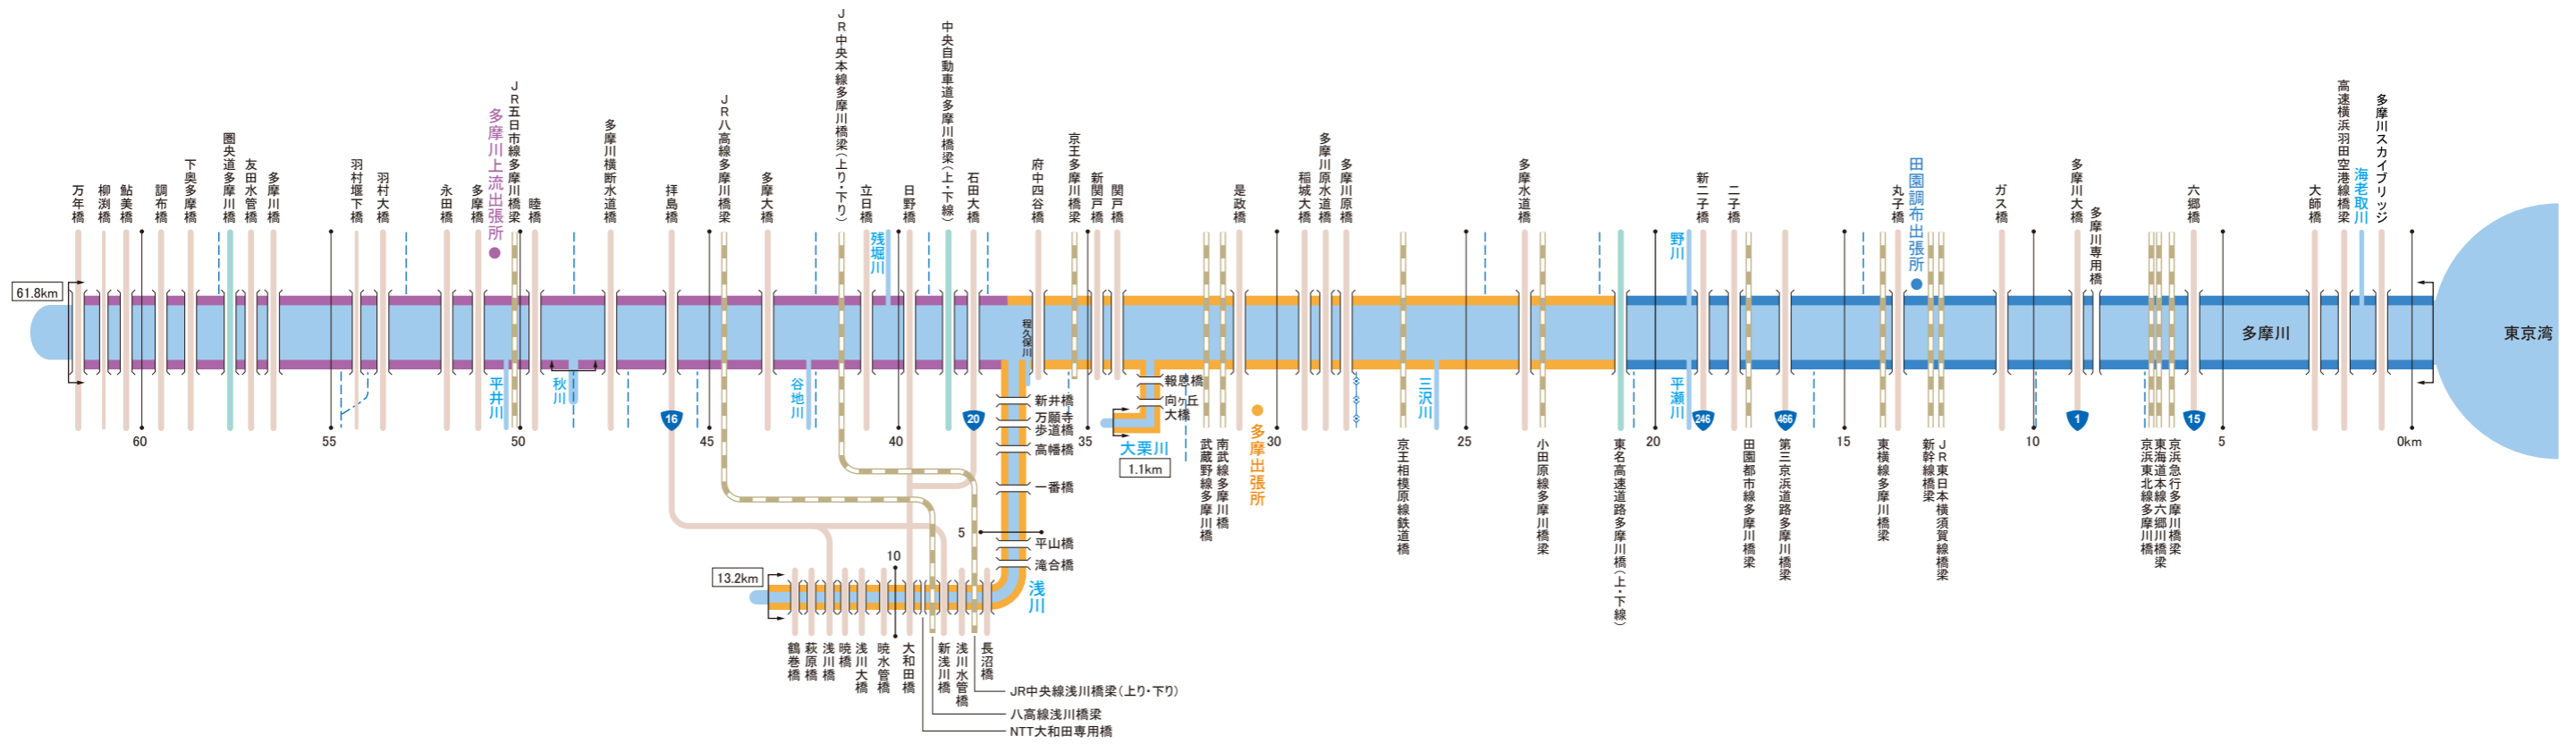 万年橋
柳渕橋
鮎美橋
調布橋
下奥多摩橋
圏央道多摩川橋
友田水管橋
多摩川橋
羽村堰下橋
羽村大橋
永田橋
多摩橋
多摩川上流出張所
JR五日市線多摩川橋梁
睦橋
多摩川横断水道橋
拝島橋
JR八高線多摩川橋梁
多摩大橋
JR中央本線多摩川橋梁(上り・下り)
立日橋
残堀川
日野橋
中央自動車道多摩川橋梁(上・下線)
石田大橋
府中四谷橋
京王多摩川橋梁
新関戸橋
関戸橋
是政橋
稲城大橋
多摩川原水道橋
多摩川原橋
多摩水道橋
野川
新二子橋
二子橋
丸子橋
田園調布出張所
ガス橋
多摩川大橋
多摩川専用橋
六郷橋
大師橋
高速横浜羽田空港線橋梁
海老取川
多摩川スカイブリッジ
61.8km
程久保川
多摩川
東京湾
平井川
秋川
谷地川
三沢川
平瀬川
16
20
246
466
1
15
60
55
50
45
40
35
30
25
20
15
10
5
0km
新井橋
万願寺
歩道橋
高幡橋
一番橋
5
平山橋
滝合橋
浅川
報恩橋
向ヶ丘
大橋
大栗川
1.1km
武蔵野線多摩川橋
南武線多摩川橋
多摩出張所
京王相模原線鉄道橋
小田原線多摩川橋梁
東名高速道路多摩川橋(上・下線)
田園都市線多摩川橋梁
第三京浜道路多摩川橋梁
東横線多摩川橋梁
新幹線橋梁
JR東日本横須賀線橋梁
京浜東北線多摩川橋
東海道本線六郷川橋梁
京浜急行多摩川橋梁
10
13.2km
鶴巻橋
萩原橋
浅川橋
暁橋
浅川大橋
暁水管橋
大和田橋
新浅川橋
浅川水管橋
長沼橋
JR中央線浅川橋梁(上り・下り)
八高線浅川橋梁
NTT大和田専用橋